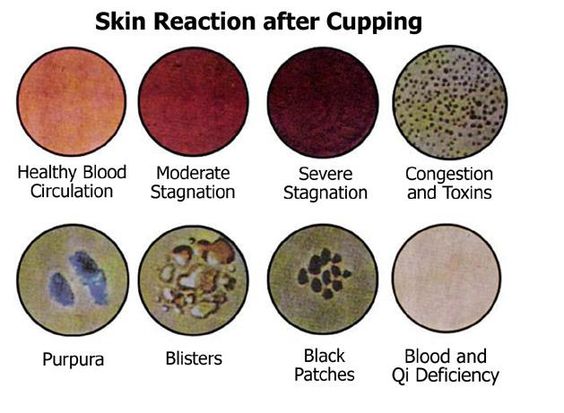 Skin Reaction after Cupping
Healthy Blood
Circulation
Moderate
Stagnation
Severe
Stagnation
Congestion
and Toxins
Purpura
Blisters
Black
Patches
Blood and
Qi Deficiency